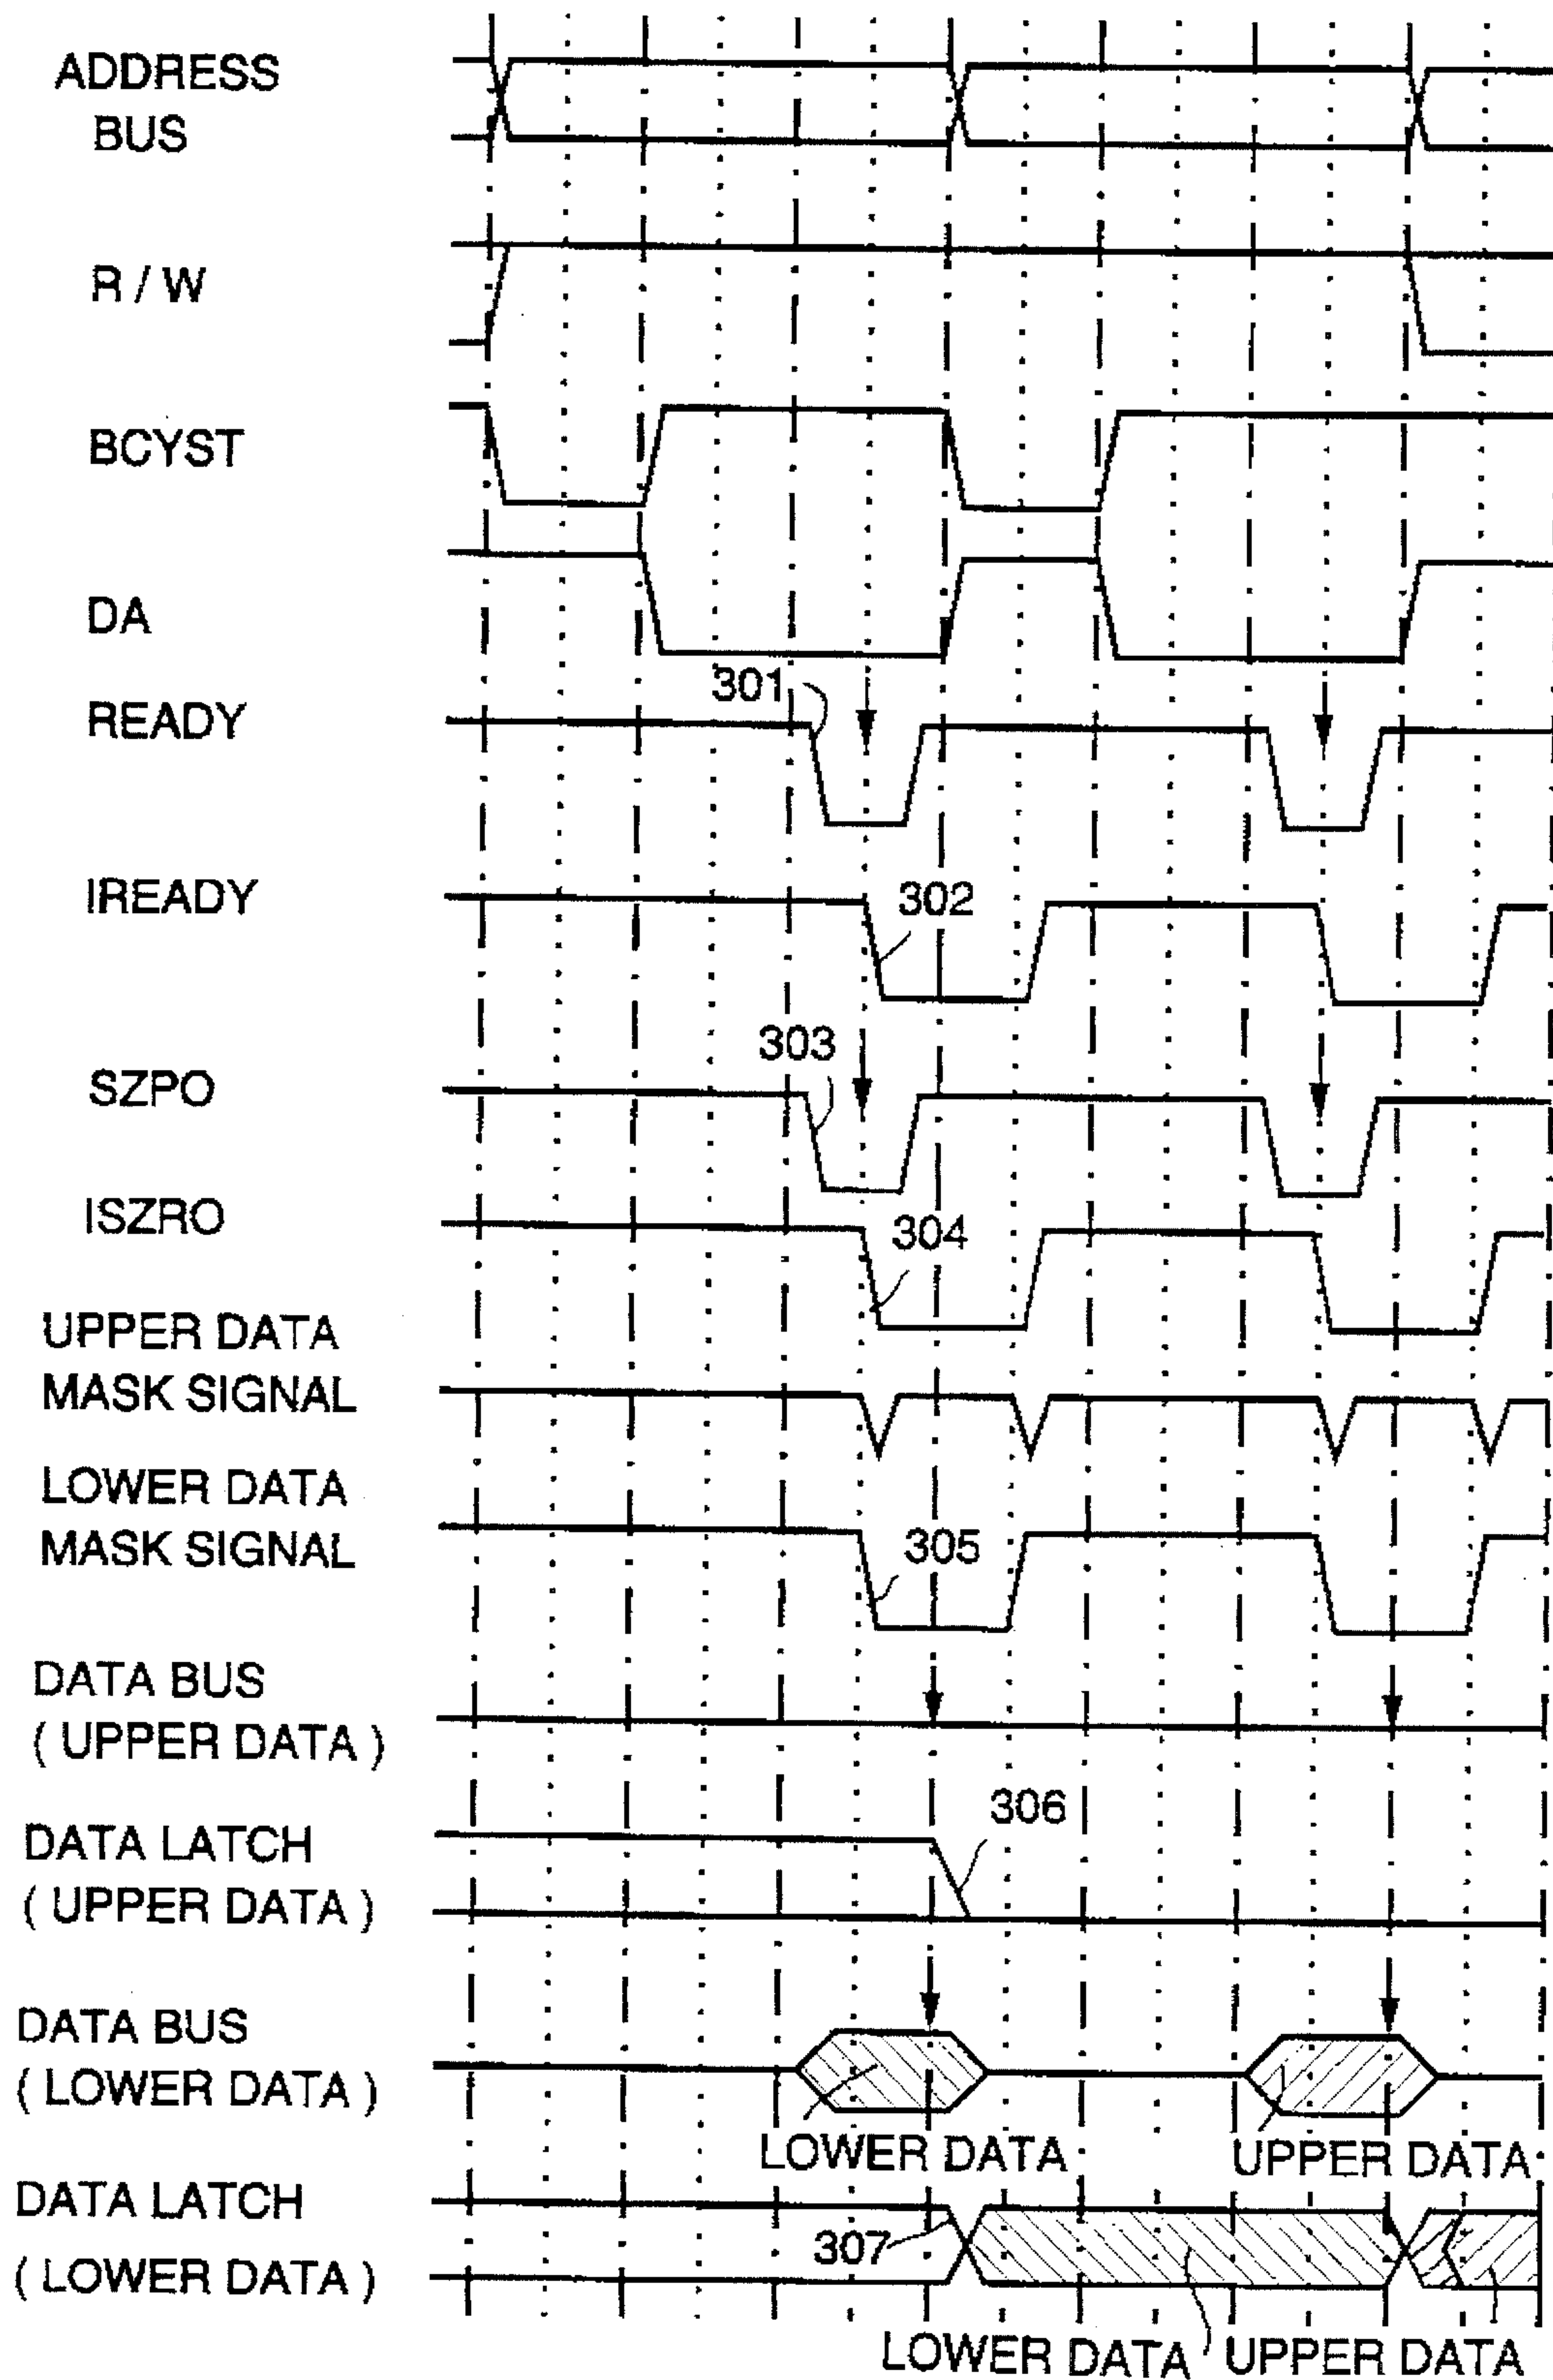 ADDRESS
BUS
R / W
BCYST
DA
301
READY
IREADY
302
303
SZPO
ISZRO
304
UPPER DATA
MASK SIGNAL
LOWER DATA
MASK SIGNAL
305
DATA BUS
( UPPER DATA )
306
DATA LATCH
( UPPER DATA )
DATA BUS
( LOWER DATA )
LOWER DATA UPPER DATA
DATA LATCH
307
( LOWER DATA )
LOWER DATA UPPER DATA